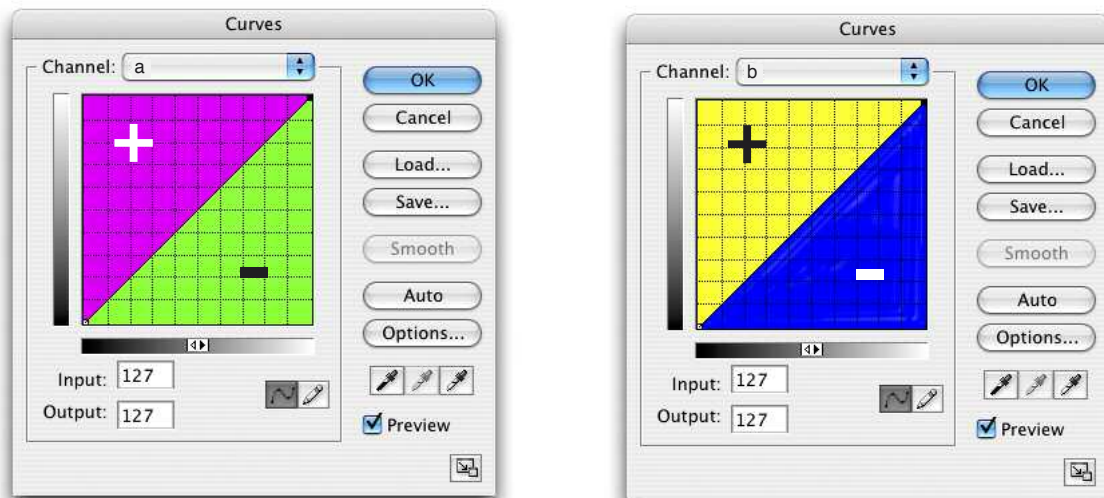 Curves
Channel: a
OK
Cancel
Load...
Save...
Smooth
Auto
Options...
Input: 127
Output: 127
Preview
Curves
Channel: b
OK
Cancel
Load...
Save...
Smooth
Auto
Options...
Input: 127
Output: 127
Preview